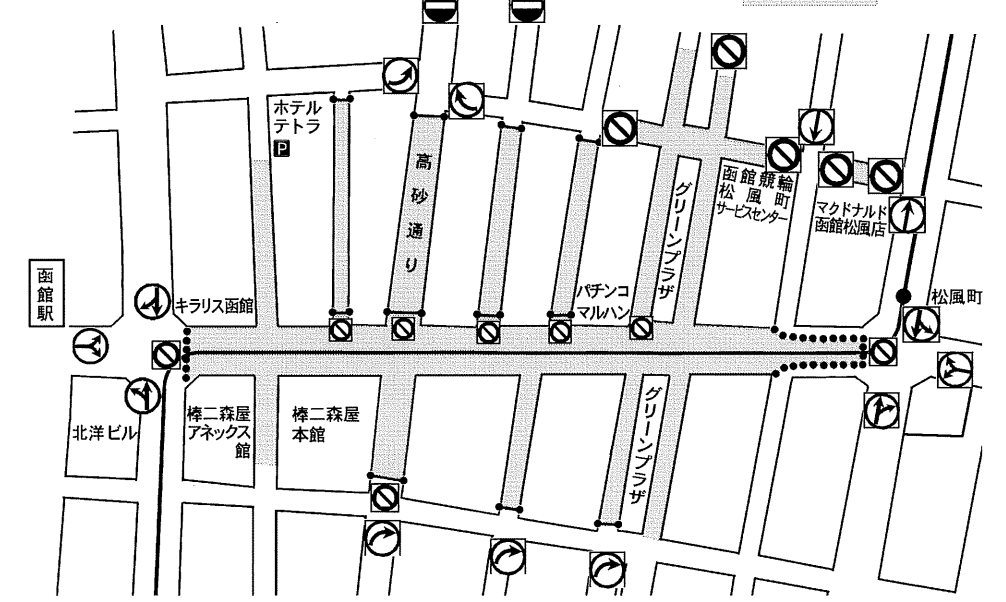 ホテル
テトラ
P
高砂通り
グリーンプラザ
函館競輪
松風町
サービスセンター
マクドナルド
函館松風店
函館駅
キラリス函館
パチンコ
マルハン
松風町
北洋ビル
棒二森屋
アネックス
館
棒二森屋
本館
グリーンプラザ